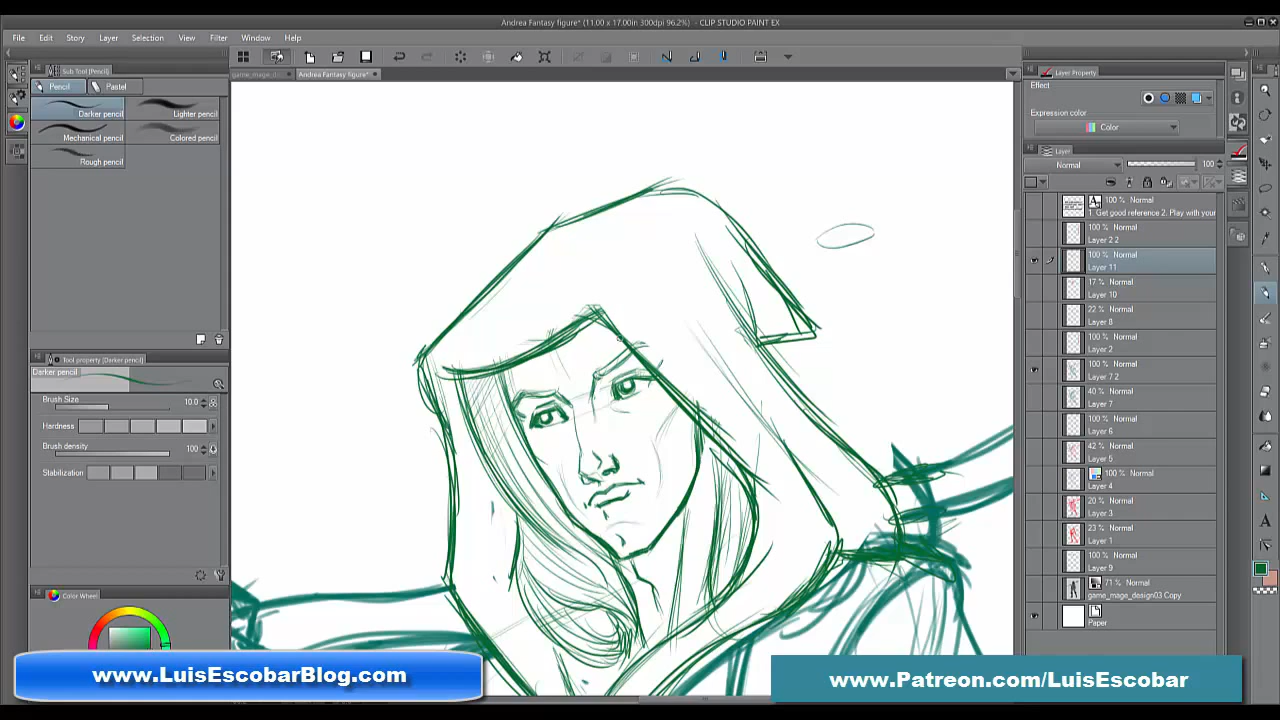 Andrea Fantasy figure* (11.00 x 17.00in 300dpi 96.2%) - CLIP STUDIO PAINT EX
File Edit Story Layer Selection View Filter Window Help
Sub Tool [Pencil]
Pencil Pastel
Darker pencil Lighter pencil
Mechanical pencil Colored pencil
Rough pencil
Tool property [Darker pencil]
Darker pencil
Brush Size 10.0
Hardness
Brush density 100
Stabilization
Color Wheel
game_mage_d
Andrea Fantasy figure*
Layer Property
Effect
Expression color
Color
Layer
Normal 100
100 % Normal
1. Get good reference 2. Play with your
100 % Normal
Layer 2 2
100 % Normal
Layer 11
17 % Normal
Layer 10
22 % Normal
Layer 8
100 % Normal
Layer 2
100 % Normal
Layer 7 2
40 % Normal
Layer 7
100 % Normal
Layer 6
42 % Normal
Layer 5
100 % Normal
Layer 4
20 % Normal
Layer 3
23 % Normal
Layer 1
100 % Normal
Layer 9
71 % Normal
game_mage_design03 Copy
Paper
www.LuisEscobarBlog.com
www.Patreon.com/LuisEscobar